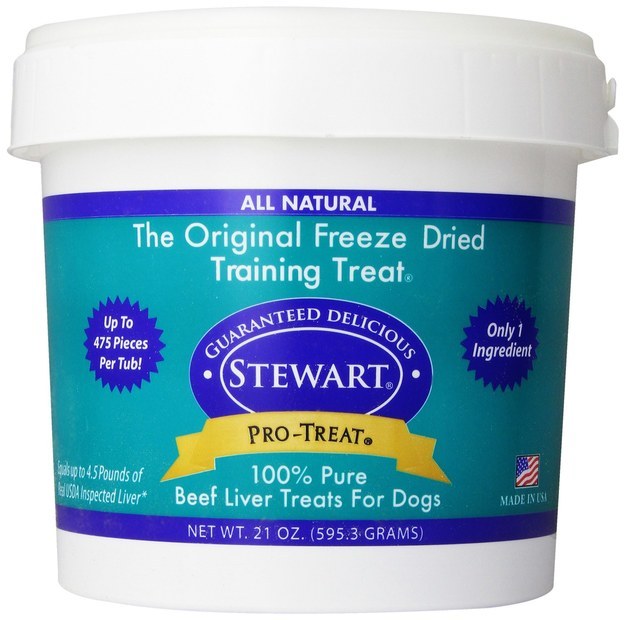 ALL NATURAL
The Original Freeze Dried
Training Treat®
Up To
475 Pieces
Per Tub!
GUARANTEED DELICIOUS
STEWART®
PRO-TREAT®
Only 1
Ingredient
Equals up to 4.5 Pounds of
Real USDA Inspected Liver*
100% Pure
Beef Liver Treats For Dogs
MADE IN USA
NET WT. 21 OZ. (595.3 GRAMS)